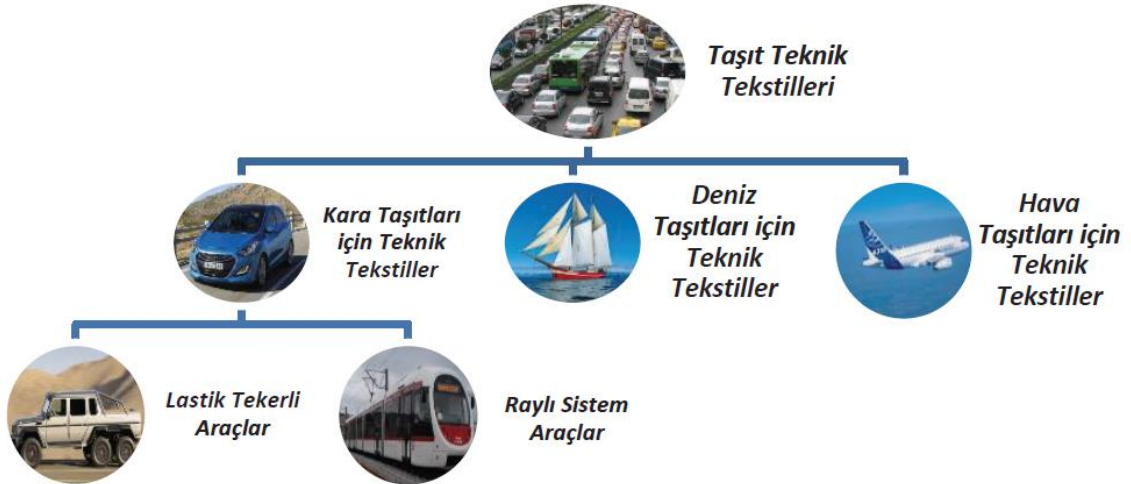 Taşıt Teknik
Tekstilleri
Kara Taşıtları
için Teknik
Tekstiller
Deniz
Taşıtları için
Teknik
Tekstiller
Hava
Taşıtları için
Teknik
Tekstiller
Lastik Tekerli
Araçlar
Raylı Sistem
Araçlar